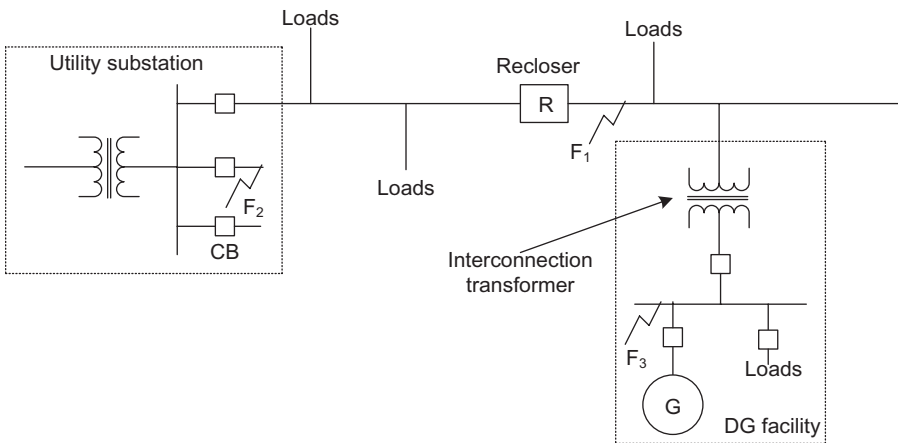 Loads
Loads
Utility substation
Recloser
R
F1
Loads
F2
CB
Interconnection
transformer
F3
Loads
G
DG facility